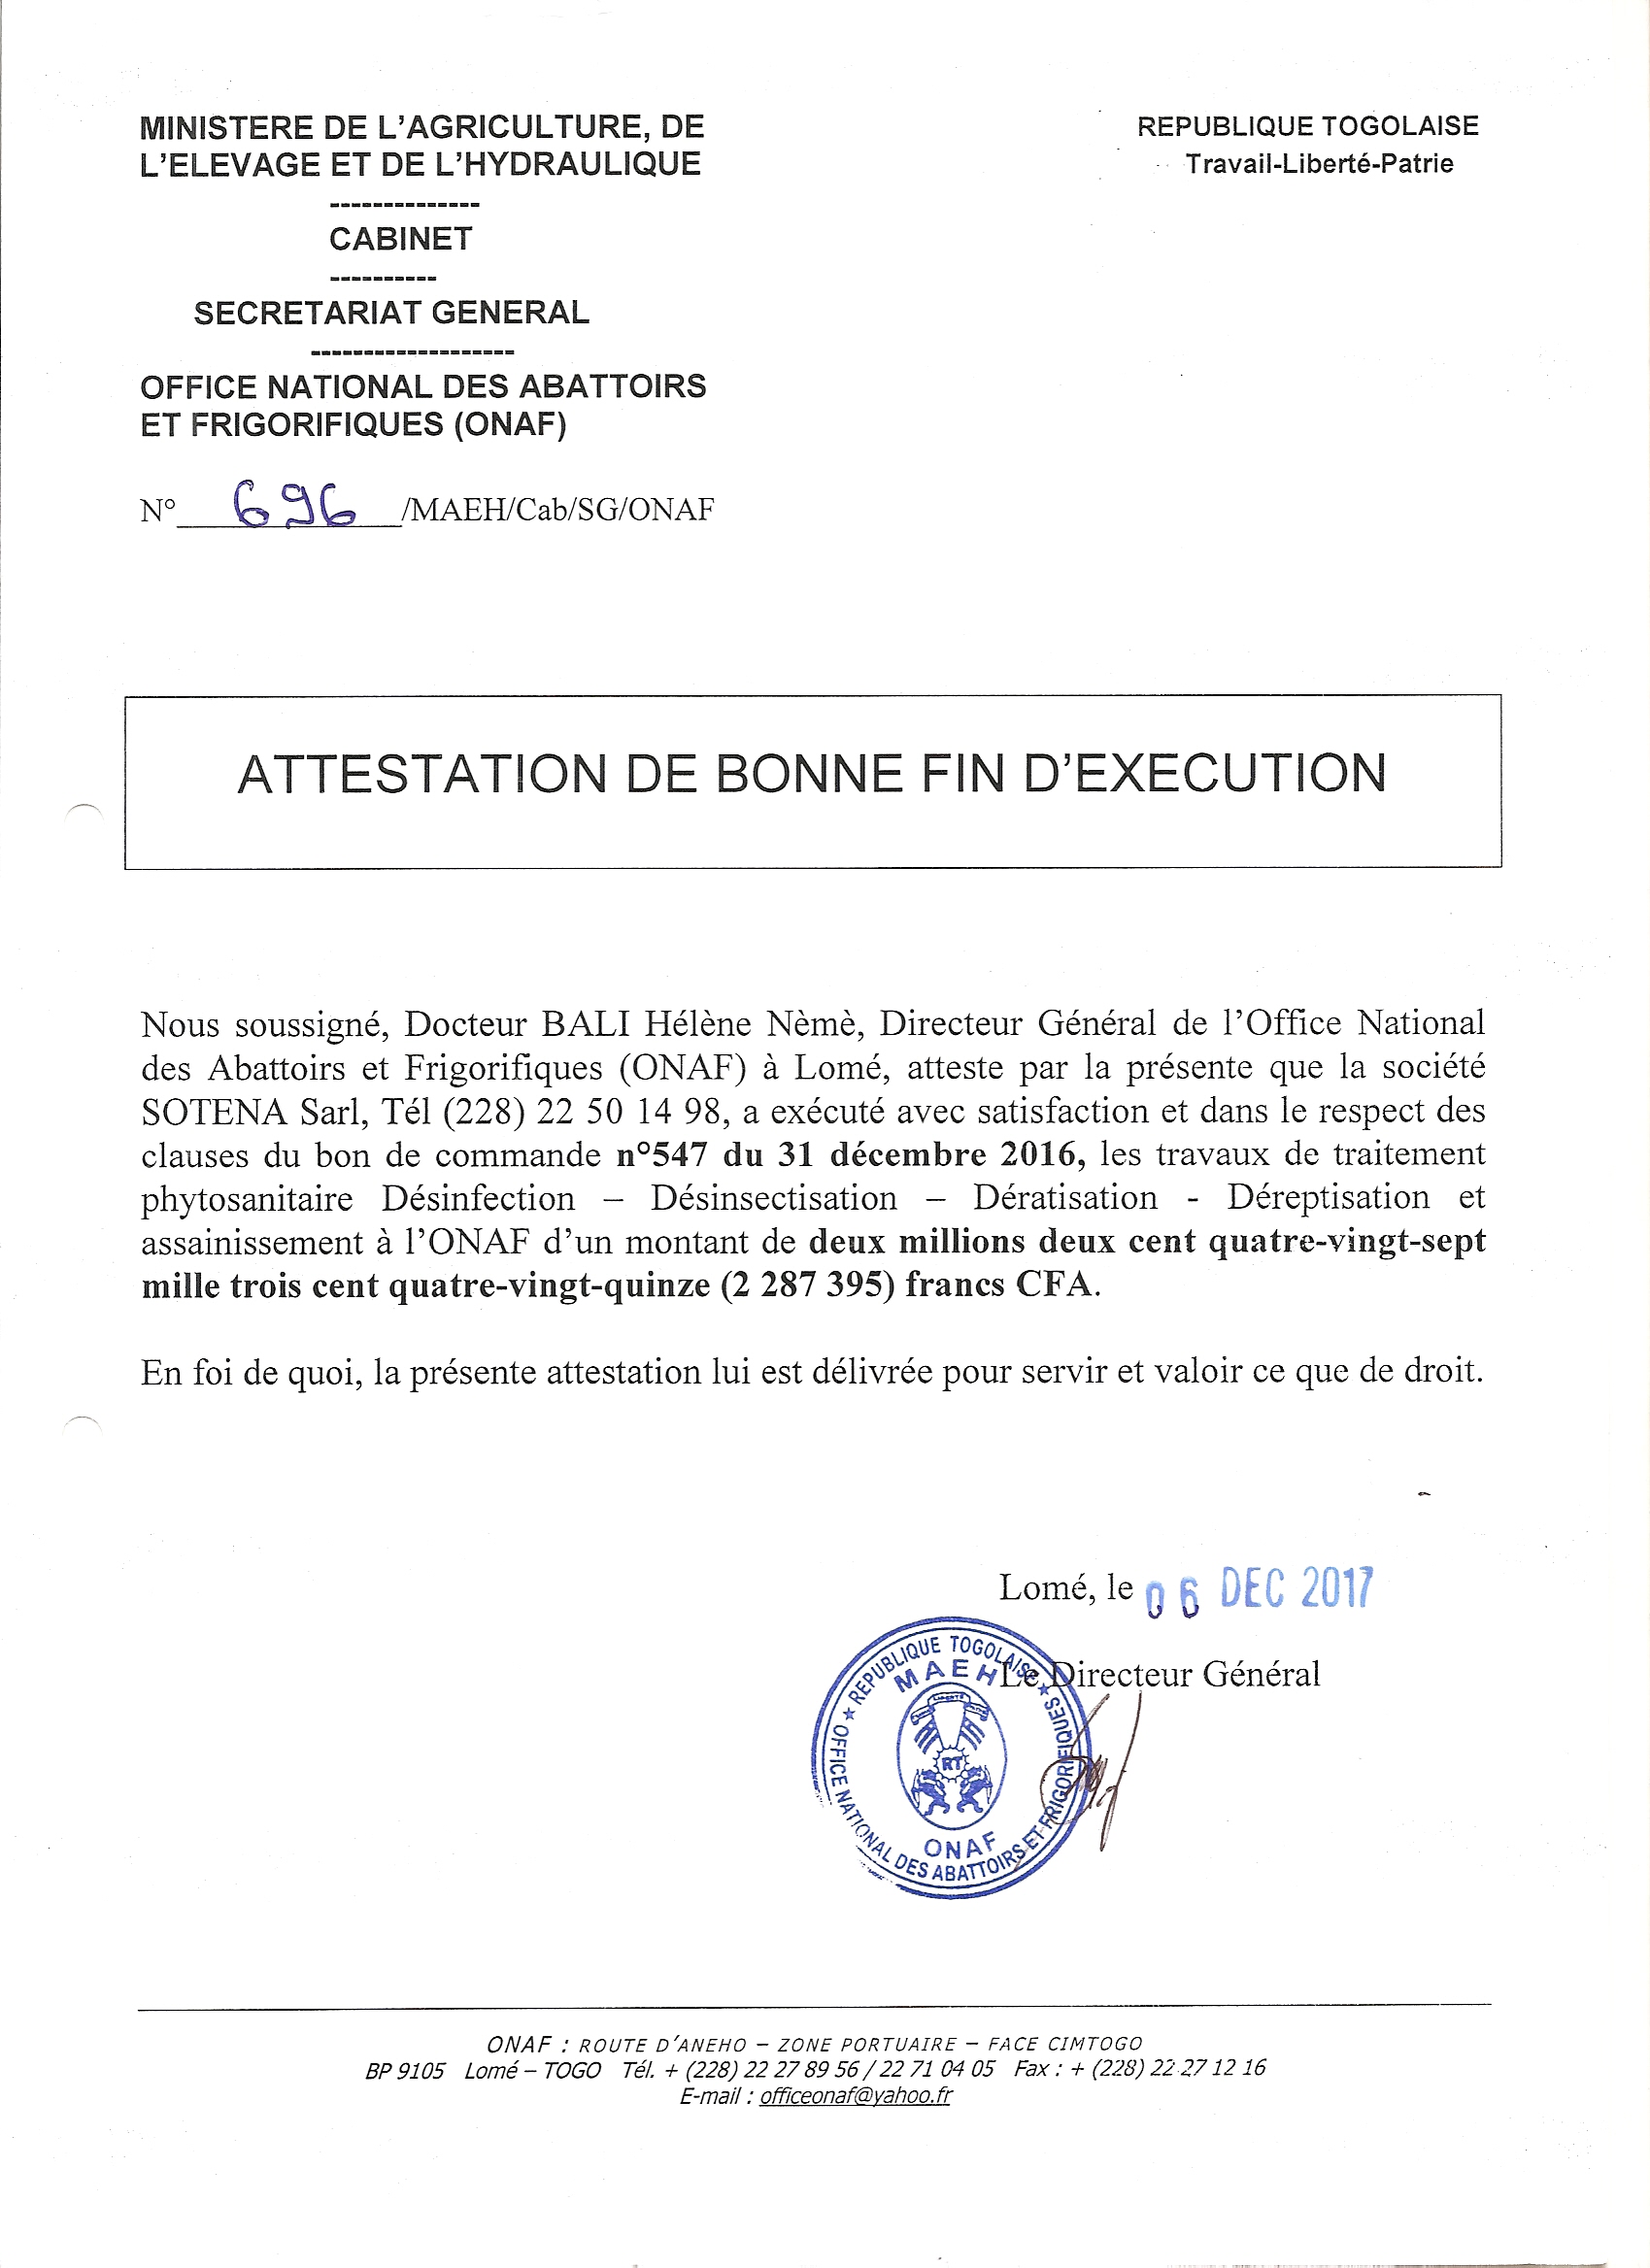 MINISTERE DE L'AGRICULTURE, DE
L'ELEVAGE ET DE L'HYDRAULIQUE
--------------
CABINET
----------
SECRETARIAT GENERAL
-------------------
OFFICE NATIONAL DES ABATTOIRS
ET FRIGORIFIQUES (ONAF)
REPUBLIQUE TOGOLAISE
Travail-Liberté-Patrie
N° 696 /MAEH/Cab/SG/ONAF
ATTESTATION DE BONNE FIN D'EXECUTION
Nous soussigné, Docteur BALI Hélène Nèmè, Directeur Général de l'Office National
des Abattoirs et Frigorifiques (ONAF) à Lomé, atteste par la présente que la société
SOTENA Sarl, Tél (228) 22 50 14 98, a exécuté avec satisfaction et dans le respect des
clauses du bon de commande n°547 du 31 décembre 2016, les travaux de traitement
phytosanitaire Désinfection – Désinsectisation – Dératisation - Déreptisation et
assainissement à l'ONAF d'un montant de deux millions deux cent quatre-vingt-sept
mille trois cent quatre-vingt-quinze (2 287 395) francs CFA.
En foi de quoi, la présente attestation lui est délivrée pour servir et valoir ce que de droit.
Lomé, le 06 DEC 2017
Le Directeur Général
★ REPUBLIQUE TOGOLAISE ★
OFFICE NATIONAL DES ABATTOIRS ET FRIGORIFIQUES
MAEH
RT
ONAF
ONAF : ROUTE D'ANEHO – ZONE PORTUAIRE – FACE CIMTOGO
BP 9105 Lomé – TOGO Tél. + (228) 22 27 89 56 / 22 71 04 05 Fax : + (228) 22 27 12 16
E-mail : officeonaf@yahoo.fr